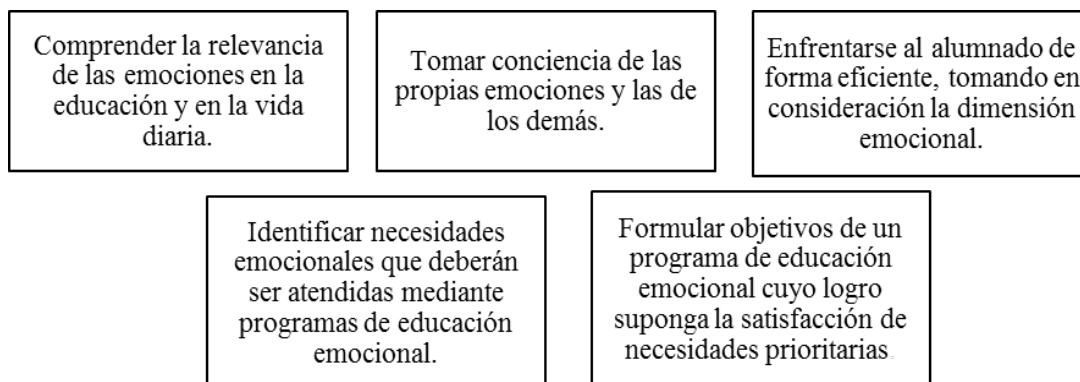 Comprender la relevancia
de las emociones en la
educación y en la vida
diaria.
Tomar conciencia de las
propias emociones y las de
los demás.
Enfrentarse al alumnado de
forma eficiente, tomando en
consideración la dimensión
emocional.
Identificar necesidades
emocionales que deberán
ser atendidas mediante
programas de educación
emocional.
Formular objetivos de un
programa de educación
emocional cuyo logro
suponga la satisfacción de
necesidades prioritarias.